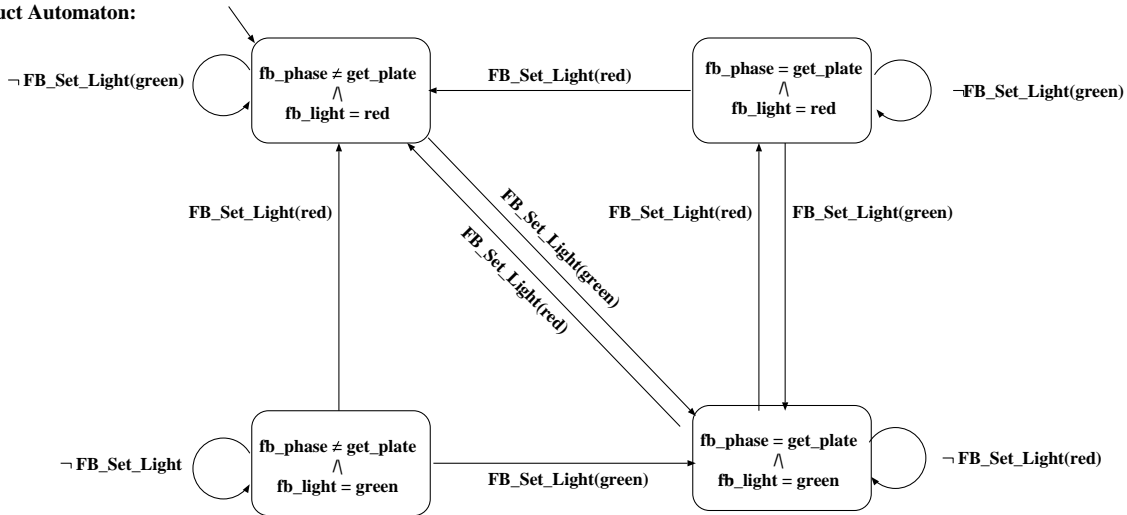 uct Automaton:
¬ FB_Set_Light(green)
fb_phase ≠ get_plate
∧
fb_light = red
FB_Set_Light(red)
fb_phase = get_plate
∧
fb_light = red
¬FB_Set_Light(green)
FB_Set_Light(red)
FB_Set_Light(green)
FB_Set_Light(red)
FB_Set_Light(red)
FB_Set_Light(green)
¬ FB_Set_Light
fb_phase ≠ get_plate
∧
fb_light = green
FB_Set_Light(green)
fb_phase = get_plate
∧
fb_light = green
¬ FB_Set_Light(red)